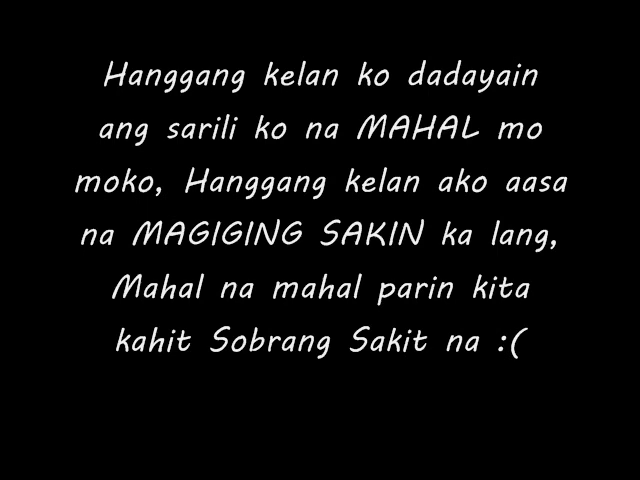 Hanggang kelan ko dadayain
ang sarili ko na MAHAL mo
moko, Hanggang kelan ako aasa
na MAGIGING SAKIN ka lang,
Mahal na mahal parin kita
kahit Sobrang Sakit na :(